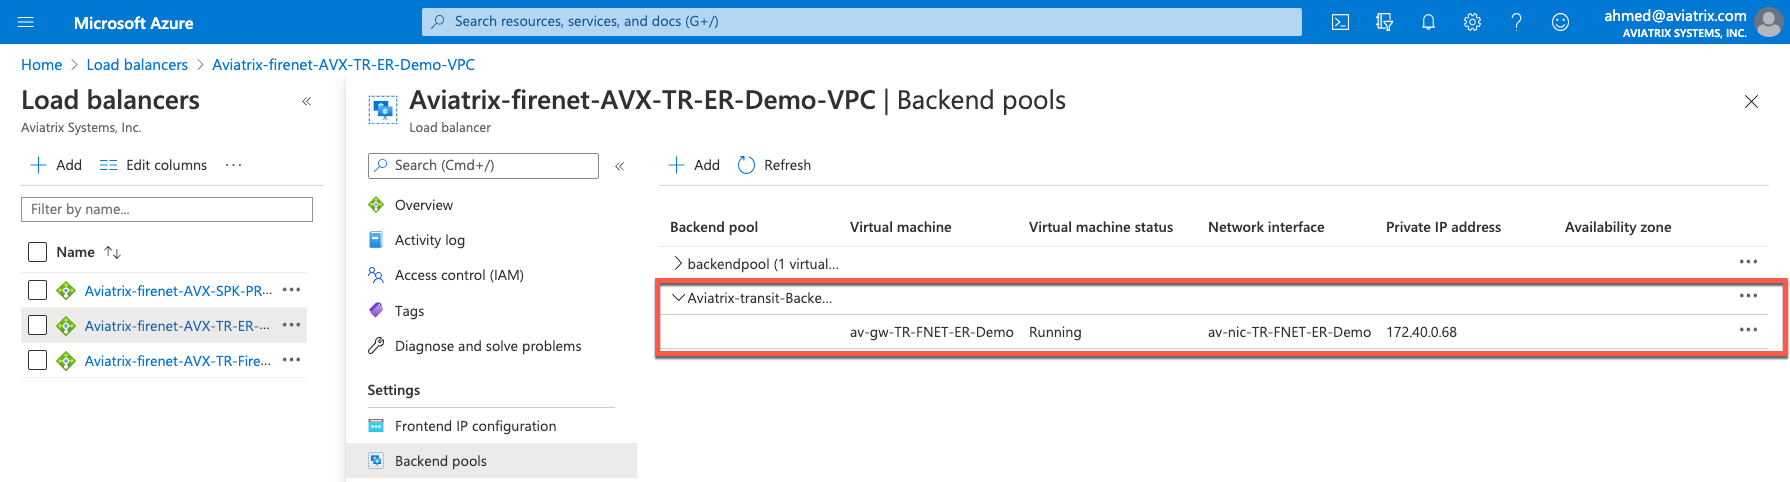 Microsoft Azure
Search resources, services, and docs (G+/)
ahmed@aviatrix.com
AVIATRIX SYSTEMS, INC.
Home > Load balancers > Aviatrix-firenet-AVX-TR-ER-Demo-VPC
Load balancers «
Aviatrix Systems, Inc.
+ Add Edit columns ...
Filter by name...
Name ↑↓
Aviatrix-firenet-AVX-SPK-PR... ...
Aviatrix-firenet-AVX-TR-ER-... ...
Aviatrix-firenet-AVX-TR-Fire... ...
Aviatrix-firenet-AVX-TR-ER-Demo-VPC | Backend pools
Load balancer
Search (Cmd+/) «
Overview
Activity log
Access control (IAM)
Tags
Diagnose and solve problems
Settings
Frontend IP configuration
Backend pools
+ Add Refresh
Backend pool Virtual machine Virtual machine status Network interface Private IP address Availability zone
> backendpool (1 virtual... ...
Aviatrix-transit-Backe... ...
av-gw-TR-FNET-ER-Demo Running av-nic-TR-FNET-ER-Demo 172.40.0.68 ...